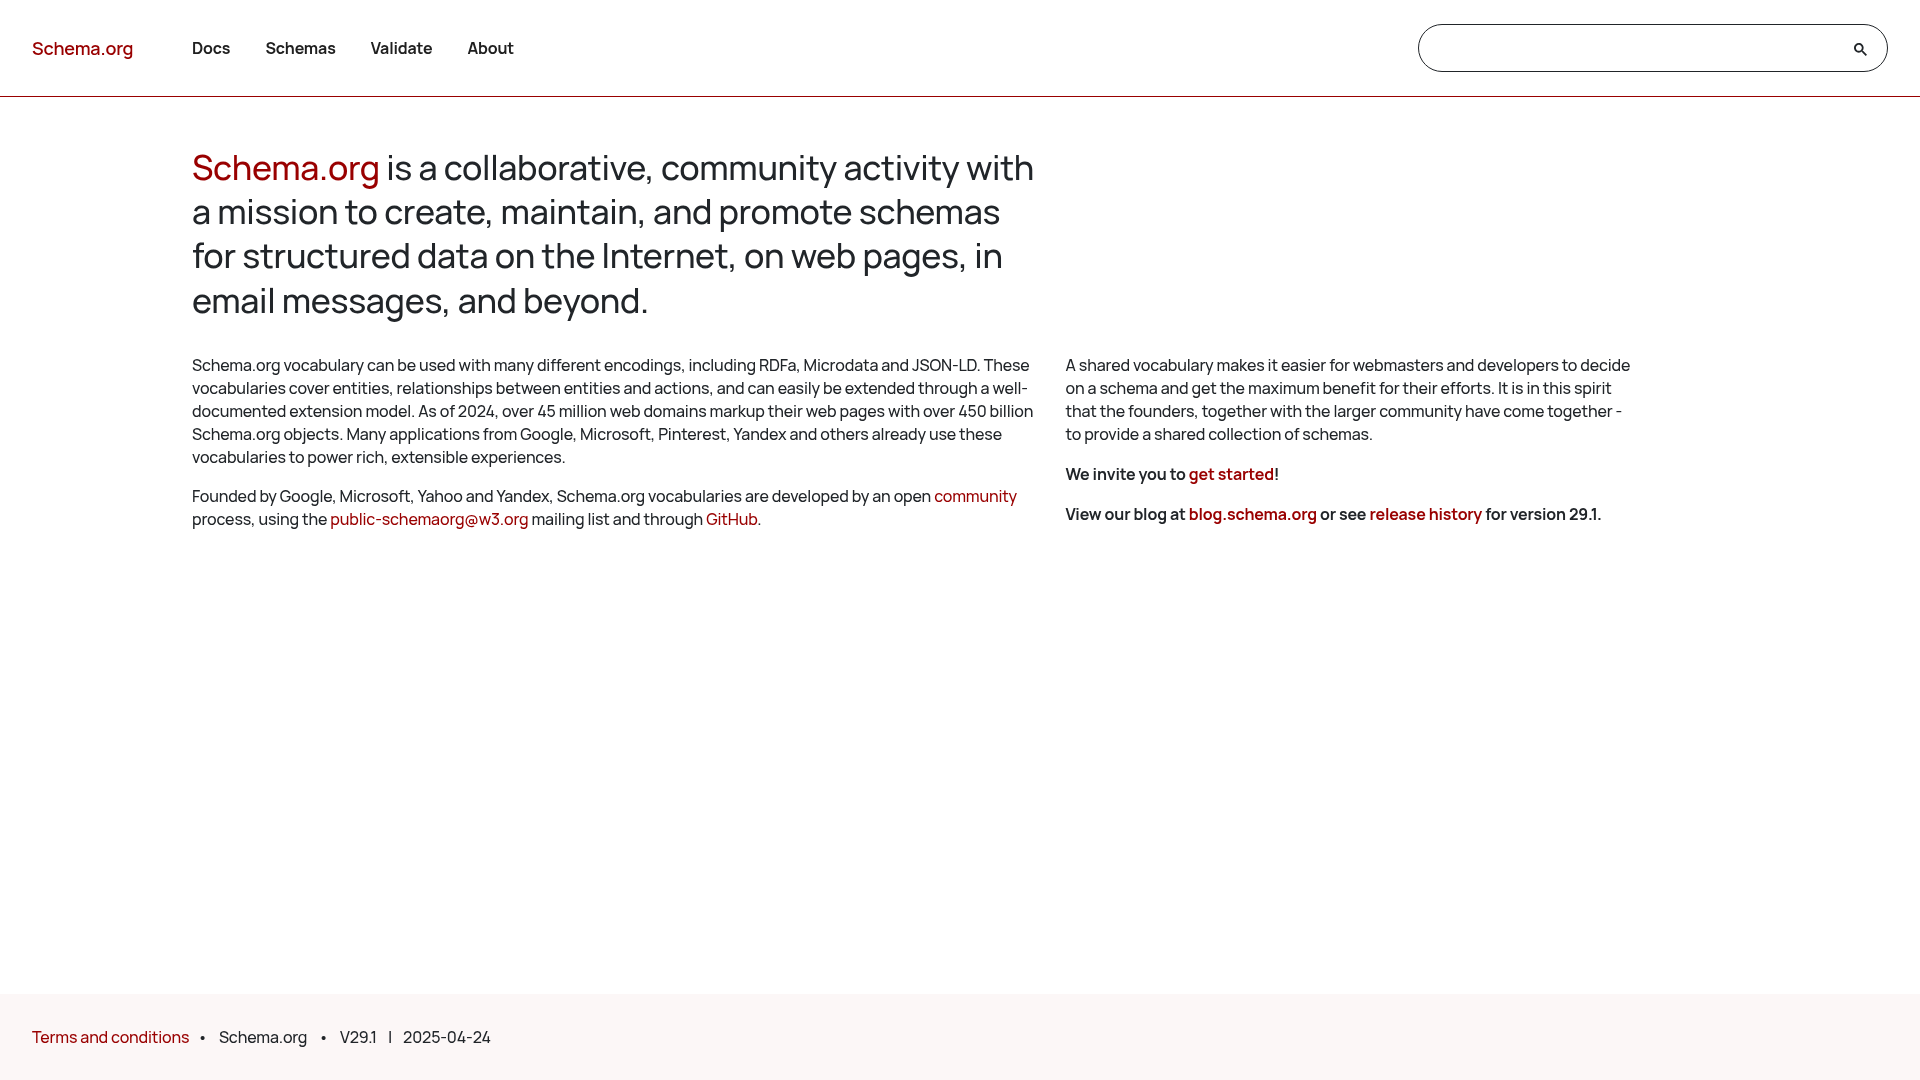 Schema.org Docs Schemas Validate About
Schema.org is a collaborative, community activity with
a mission to create, maintain, and promote schemas
for structured data on the Internet, on web pages, in
email messages, and beyond.
Schema.org vocabulary can be used with many different encodings, including RDFa, Microdata and JSON-LD. These
vocabularies cover entities, relationships between entities and actions, and can easily be extended through a well-
documented extension model. As of 2024, over 45 million web domains markup their web pages with over 450 billion
Schema.org objects. Many applications from Google, Microsoft, Pinterest, Yandex and others already use these
vocabularies to power rich, extensible experiences.
Founded by Google, Microsoft, Yahoo and Yandex, Schema.org vocabularies are developed by an open community
process, using the public-schemaorg@w3.org mailing list and through GitHub.
A shared vocabulary makes it easier for webmasters and developers to decide
on a schema and get the maximum benefit for their efforts. It is in this spirit
that the founders, together with the larger community have come together -
to provide a shared collection of schemas.
We invite you to get started!
View our blog at blog.schema.org or see release history for version 29.1.
Terms and conditions • Schema.org • V29.1 | 2025-04-24